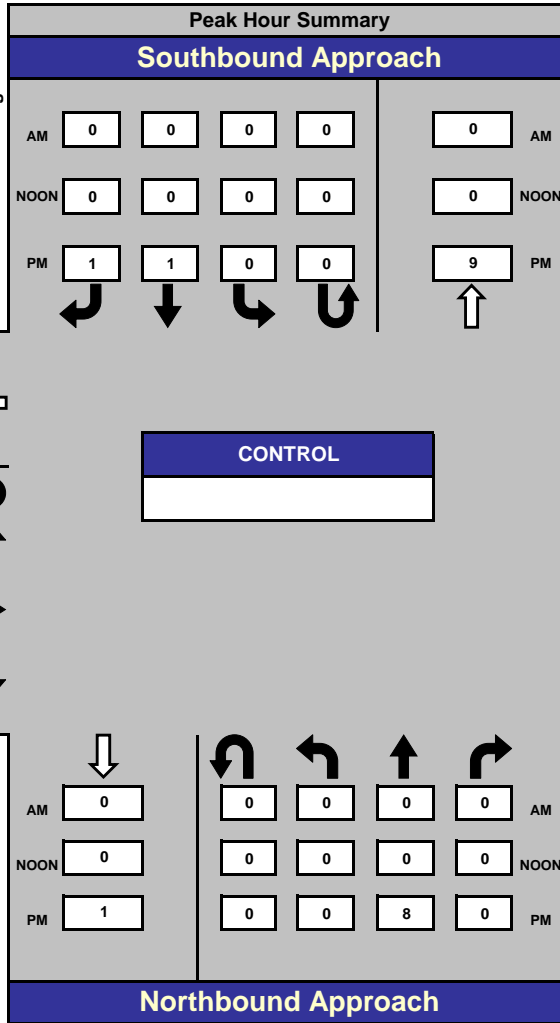 Peak Hour Summary
Southbound Approach
AM 0 0 0 0 0 AM
NOON 0 0 0 0 0 NOON
PM 1 1 0 0 9 PM
CONTROL
AM 0 0 0 0 0 AM
NOON 0 0 0 0 0 NOON
PM 1 0 0 8 0 PM
Northbound Approach